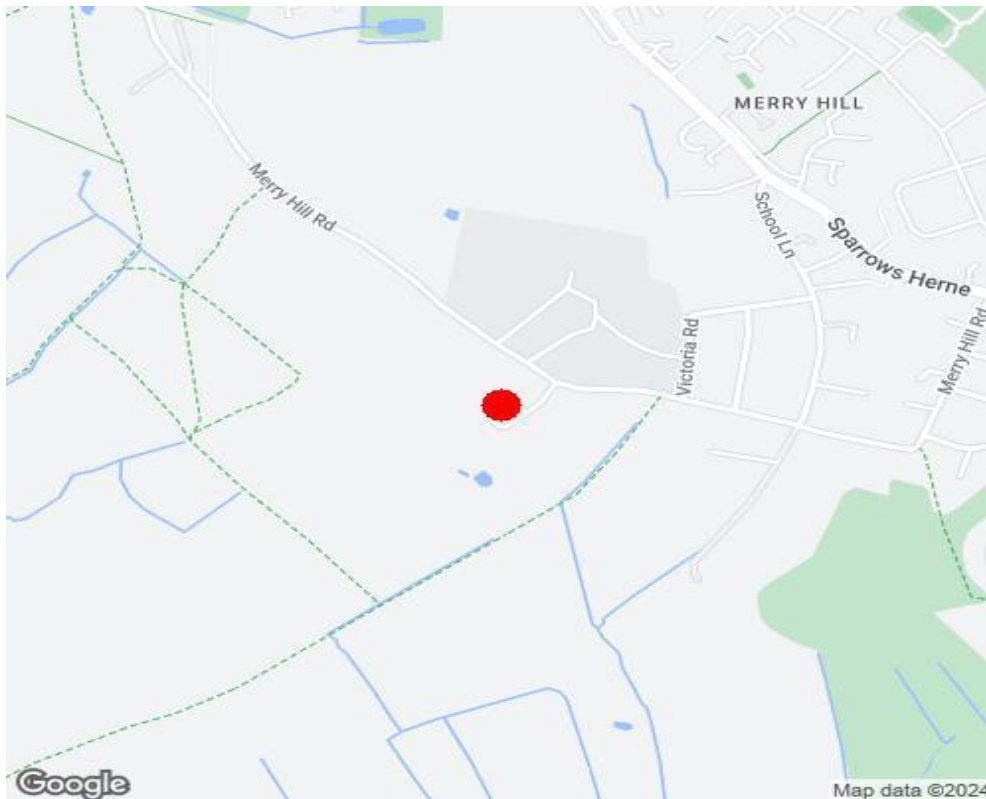 MERRY HILL
Merry Hill Rd
School Ln
Sparrows Herne
Victoria Rd
Merry Hill Rd
Google
Map data ©2024